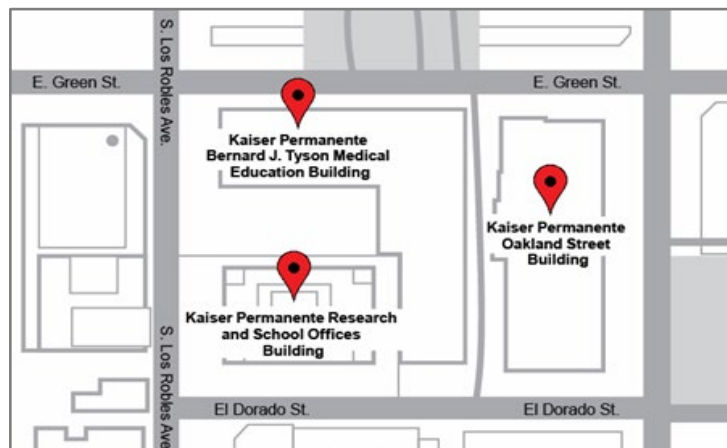 S. Los Robles Ave.
E. Green St.
E. Green St.
Kaiser Permanente
Bernard J. Tyson Medical
Education Building
Kaiser Permanente
Oakland Street
Building
Kaiser Permanente Research
and School Offices
Building
S. Los Robles Ave
El Dorado St.
El Dorado St.